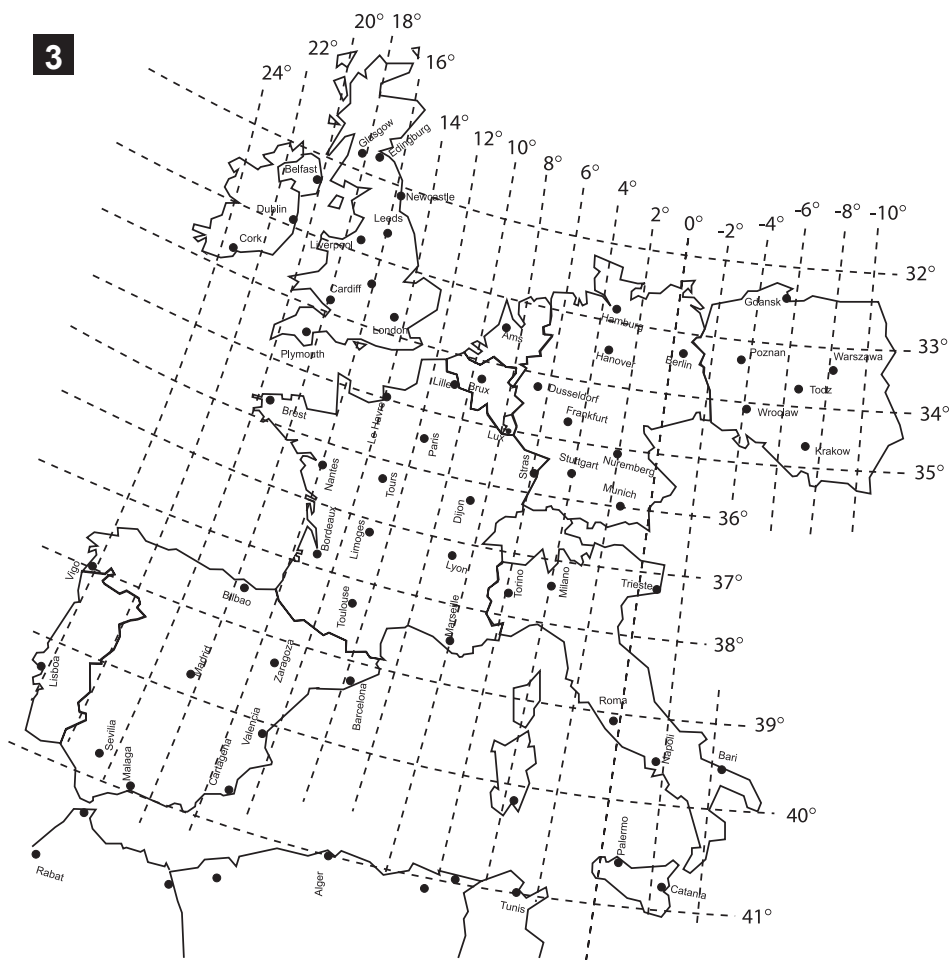 3
20° 18°
22° 16°
24°
14°
12°
10°
8°
6°
4°
2°
0°
-2°
-4°
-6°
-8°
-10°
32°
33°
34°
35°
36°
37°
38°
39°
40°
41°
Glasgow
Edingburg
Belfast
Newcastle
Dublin
Leeds
Cork
Liverpool
Cardiff
London
Plymouth
Ams
Hamburg
Gdansk
Hanover
Berlin
Poznan
Warszawa
Lille
Brux
Dusseldorf
Todz
Brest
Le Havre
Frankfurt
Wroclaw
Lux
Paris
Krakow
Nantes
Tours
Stras
Stuttgart
Nuremberg
Munich
Dijon
Bordeaux
Limoges
Lyon
Vigo
Bilbao
Toulouse
Marseille
Torino
Milano
Trieste
Lisboa
Madrid
Zaragoza
Barcelona
Roma
Sevilla
Valencia
Napoli
Bari
Malaga
Cartagena
Palermo
Rabat
Alger
Tunis
Catania